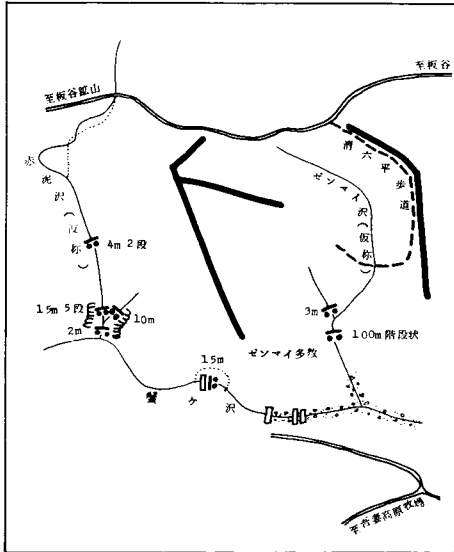 至板谷鉱山
至板谷
赤泥沢(仮称)
ゼンマイ沢(仮称)
清六平歩道
4m 2段
15m 5段
10m
2m
3m
100m階段状
ゼンマイ多数
15m
蟹ケ沢
至吾妻高原牧場